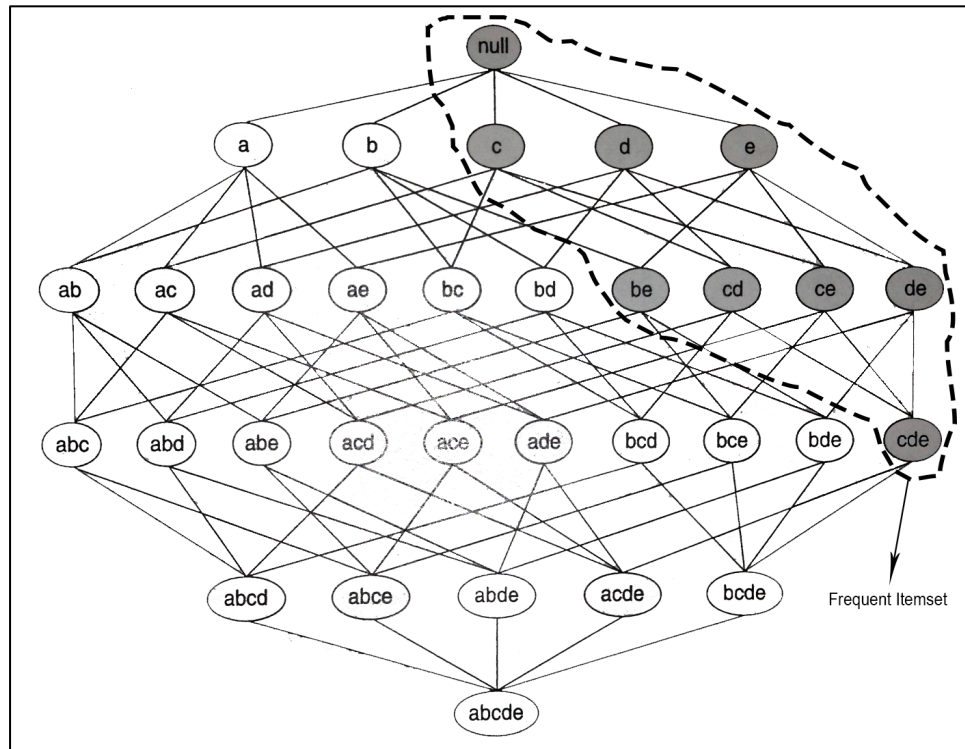 null
a b c d e
ab ac ad ae bc bd be cd ce de
abc abd abe acd ace ade bcd bce bde cde
abcd abce abde acde bcde
Frequent Itemset
abcde